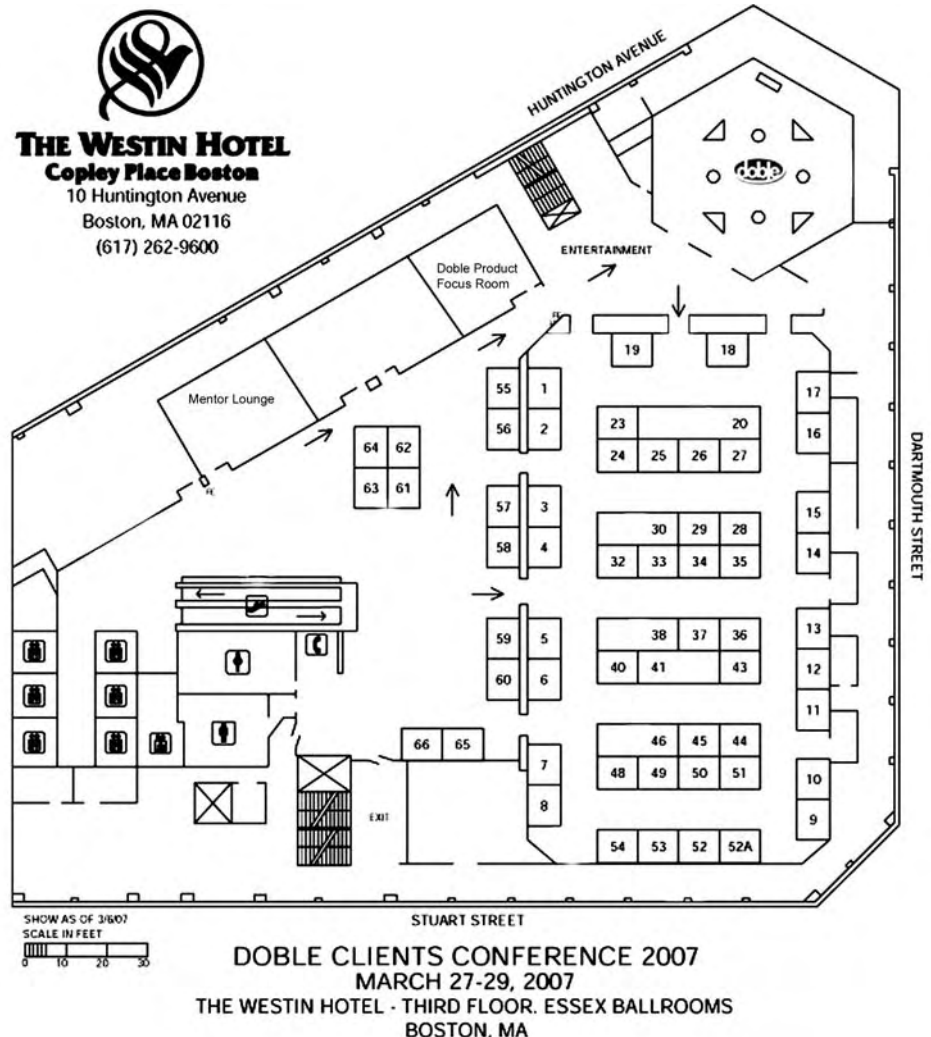 THE WESTIN HOTEL
Copley Place Boston
10 Huntington Avenue
Boston, MA 02116
(617) 262-9600
HUNTINGTON AVENUE
doble
ENTERTAINMENT
Doble Product
Focus Room
Mentor Lounge
FE
FE
19 18
55 1
56 2
17
16
23 20
24 25 26 27
64 62
63 61
57 3
58 4
30 29 28
32 33 34 35
15
14
DARTMOUTH STREET
59 5
60 6
38 37 36
40 41 43
13
12
11
66 65
7
8
46 45 44
48 49 50 51
10
9
EXIT
54 53 52 52A
STUART STREET
SHOW AS OF 3/6/07
SCALE IN FEET
0 10 20 30
DOBLE CLIENTS CONFERENCE 2007
MARCH 27-29, 2007
THE WESTIN HOTEL - THIRD FLOOR. ESSEX BALLROOMS
BOSTON, MA